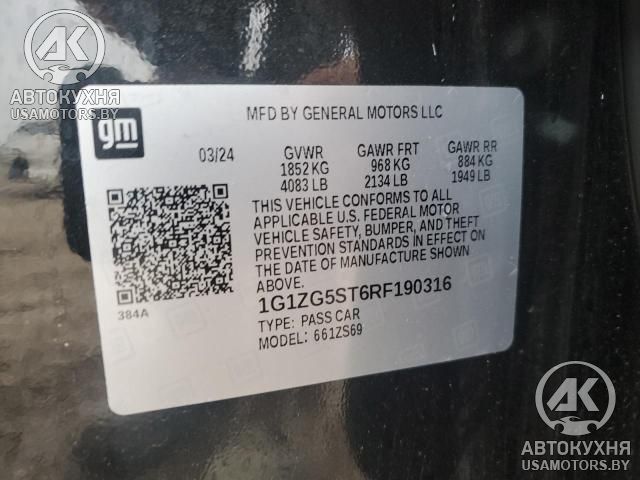 АК
АВТОКУХНЯ
USAMOTORS.BY
gm
MFD BY GENERAL MOTORS LLC
03/24 GVWR GAWR FRT GAWR RR
1852 KG 968 KG 884 KG
4083 LB 2134 LB 1949 LB
THIS VEHICLE CONFORMS TO ALL
APPLICABLE U.S. FEDERAL MOTOR
VEHICLE SAFETY, BUMPER, AND THEFT
PREVENTION STANDARDS IN EFFECT ON
THE DATE OF MANUFACTURE SHOWN
ABOVE.
384A
1G1ZG5ST6RF190316
TYPE: PASS CAR
MODEL: 661ZS69
АК
АВТОКУХНЯ
USAMOTORS.BY